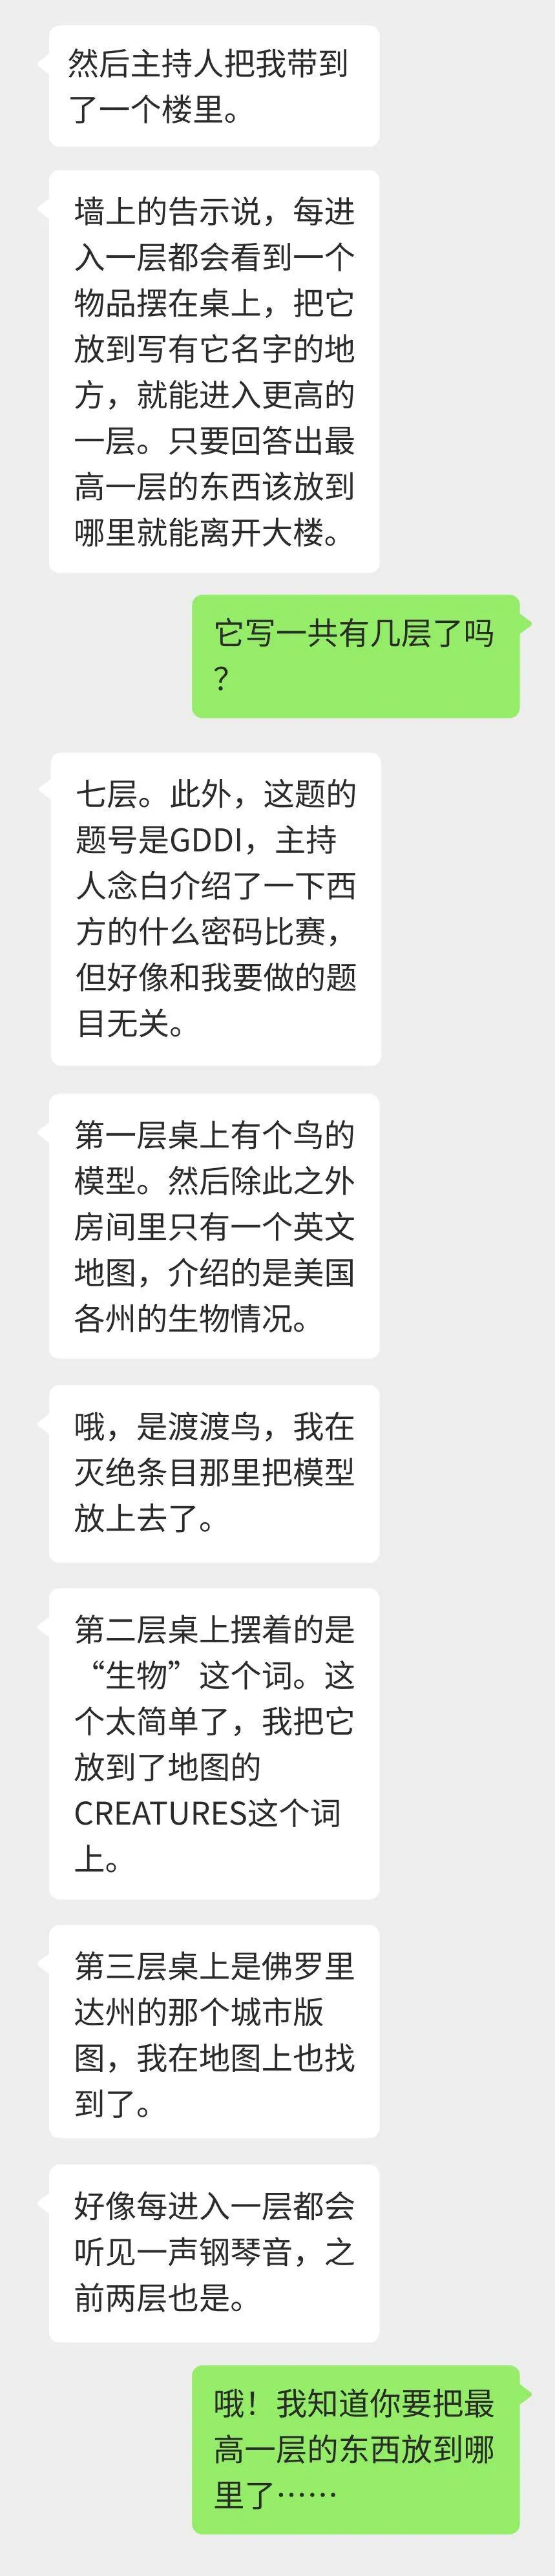 然后主持人把我带到
了一个楼里。
墙上的告示说，每进
入一层都会看到一个
物品摆在桌上，把它
放到写有它名字的地
方，就能进入更高的
一层。只要回答出最
高一层的东西该放到
哪里就能离开大楼。
它写一共有几层了吗
？
七层。此外，这题的
题号是GDDI，主持
人念白介绍了一下西
方的什么密码比赛，
但好像和我要做的题
目无关。
第一层桌上有个鸟的
模型。然后除此之外
房间里只有一个英文
地图，介绍的是美国
各州的生物情况。
哦，是渡渡鸟，我在
灭绝条目那里把模型
放上去了。
第二层桌上摆着的是
“生物”这个词。这
个太简单了，我把它
放到了地图的
CREATURES这个词
上。
第三层桌上是佛罗里
达州的那个城市版
图，我在地图上也找
到了。
好像每进入一层都会
听见一声钢琴音，之
前两层也是。
哦！我知道你要把最
高一层的东西放到哪
里了……